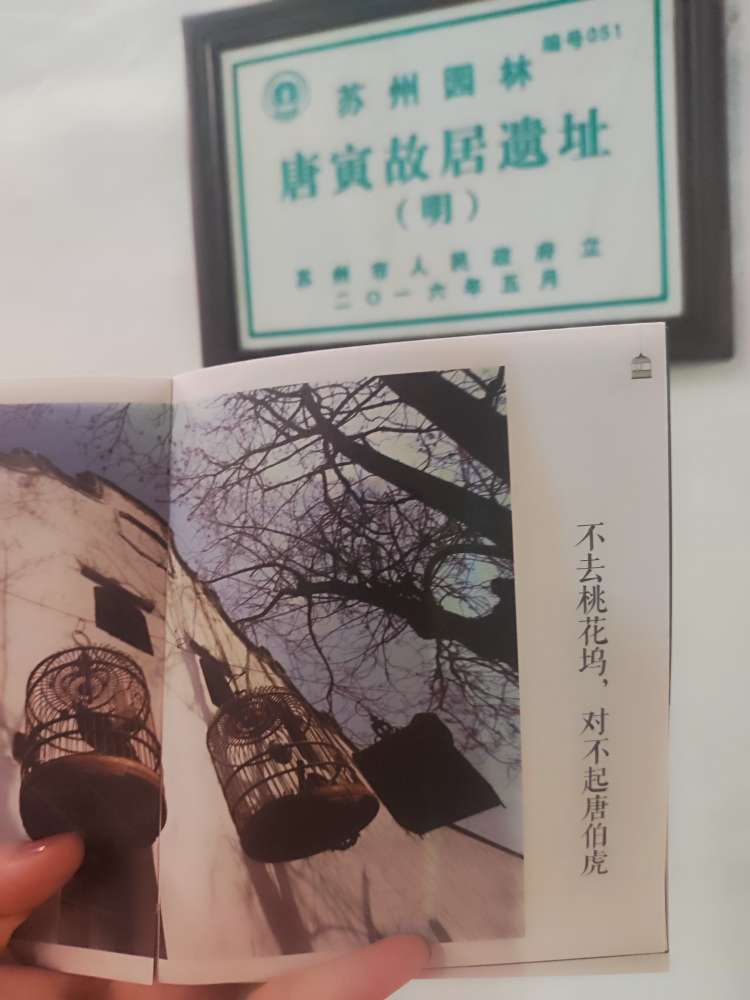 编号051
苏州园林
唐寅故居遗址
（明）
苏州市人民政府立
二〇一六年五月
不去桃花坞，对不起唐伯虎